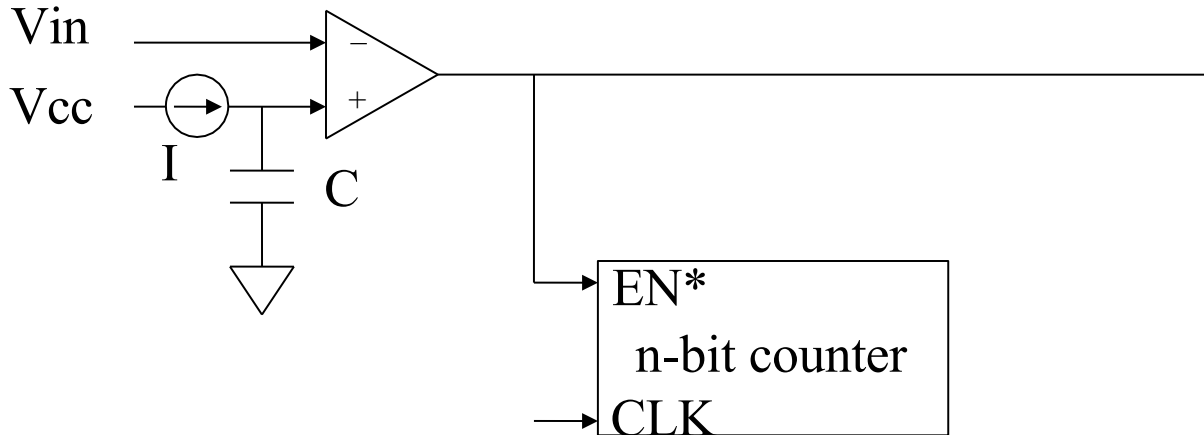 Vin
−
Vcc
+
I
C
EN*
n-bit counter
CLK